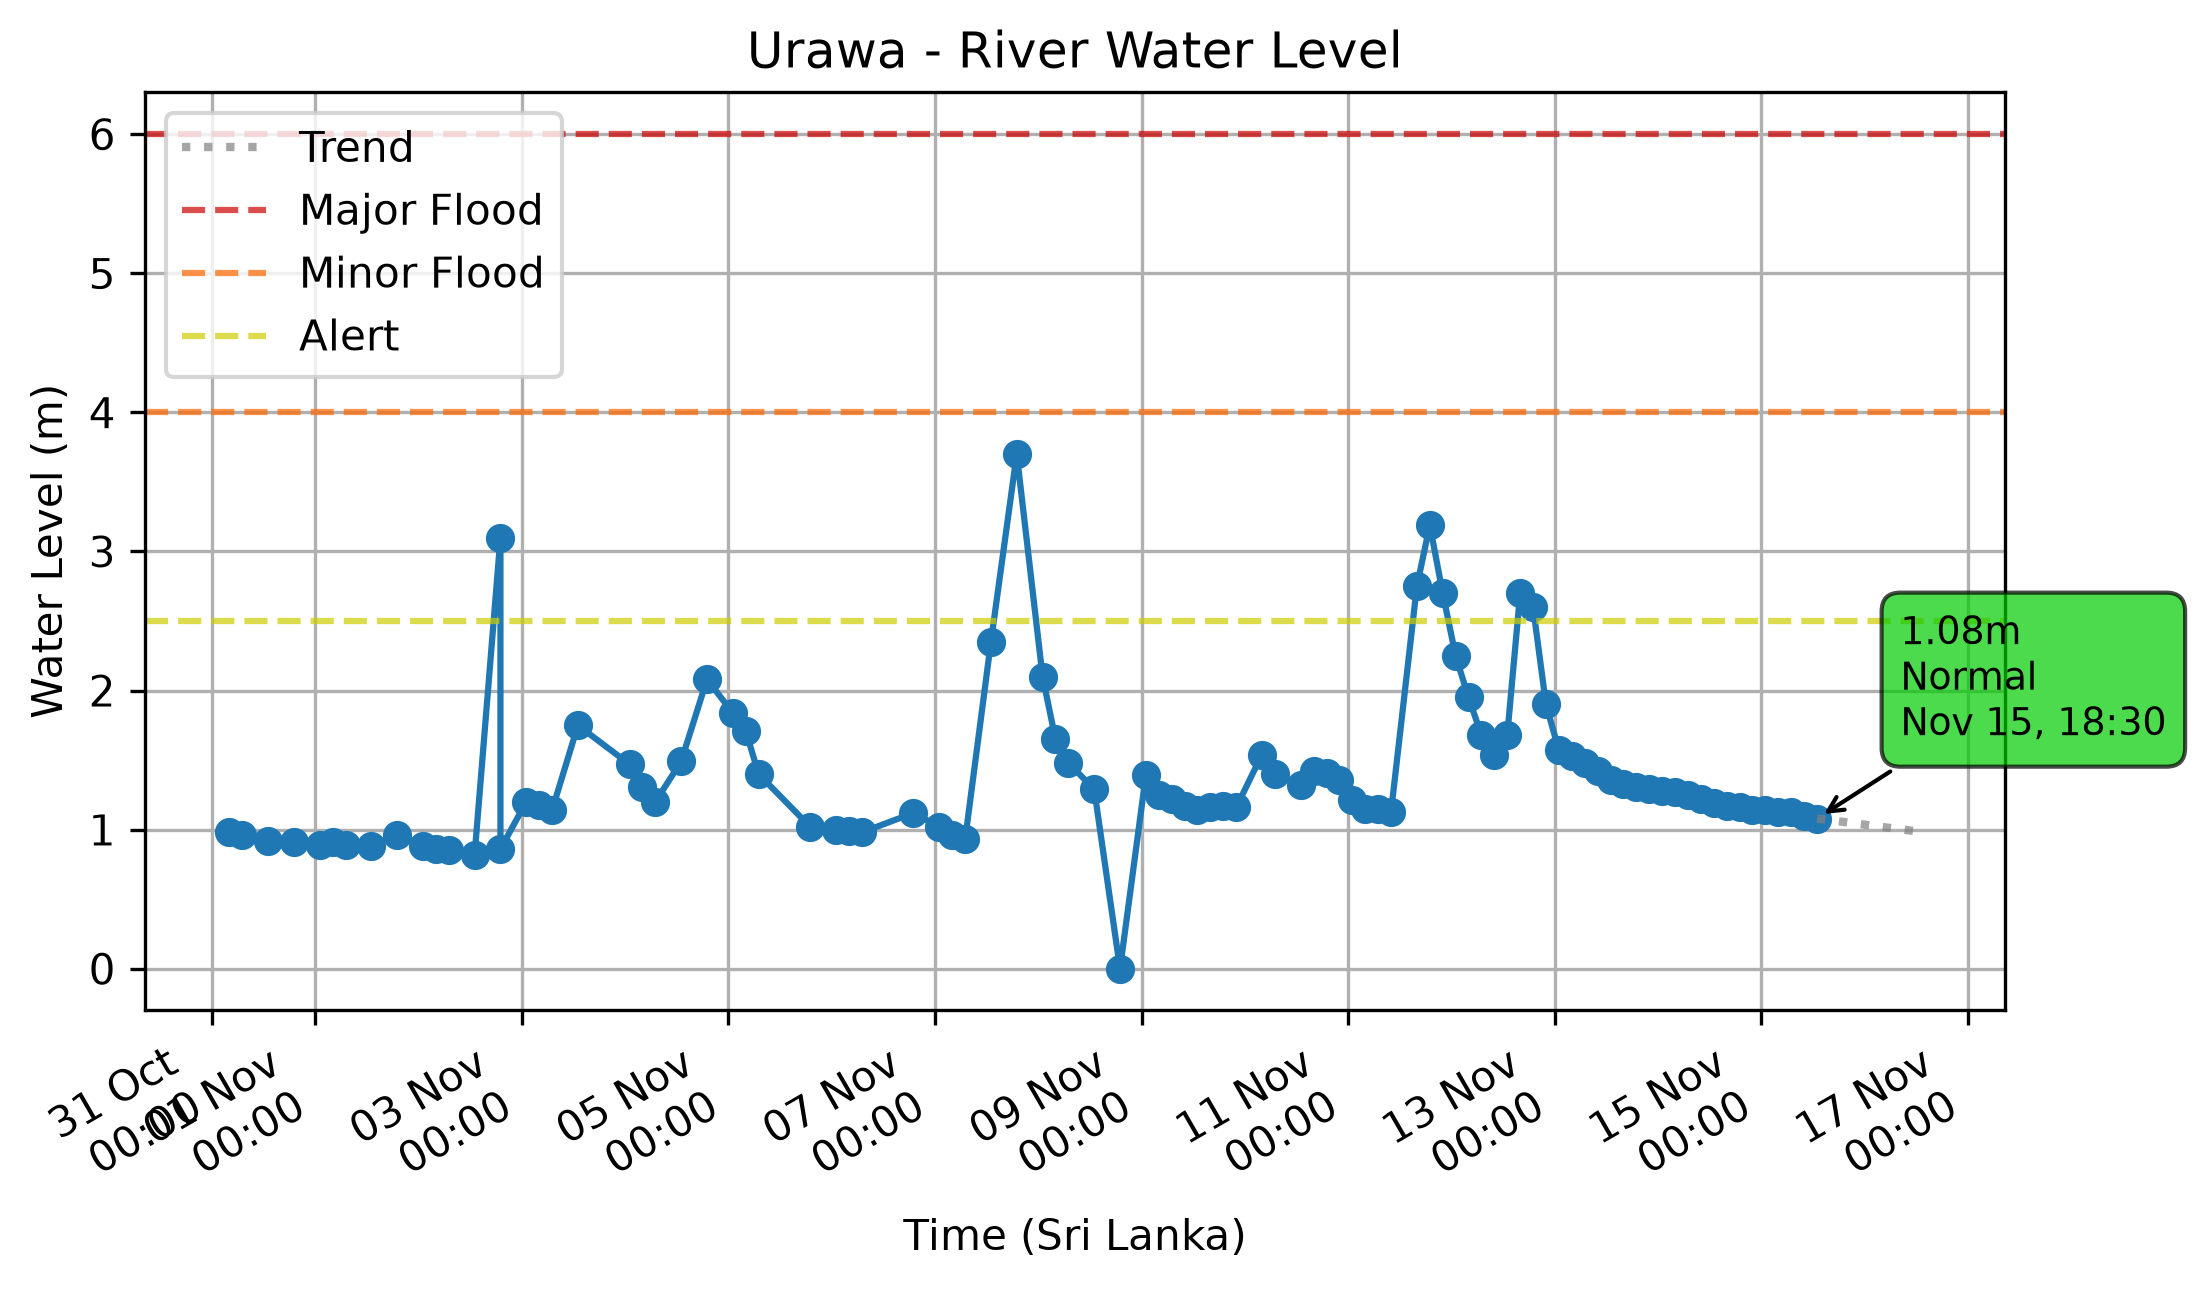 Urawa - River Water Level
Trend
Major Flood
Minor Flood
Alert
Water Level (m)
6
5
4
3
2
1
0
1.08m
Normal
Nov 15, 18:30
31 Oct
00:00
01 Nov
00:00
03 Nov
00:00
05 Nov
00:00
07 Nov
00:00
09 Nov
00:00
11 Nov
00:00
13 Nov
00:00
15 Nov
00:00
17 Nov
00:00
Time (Sri Lanka)